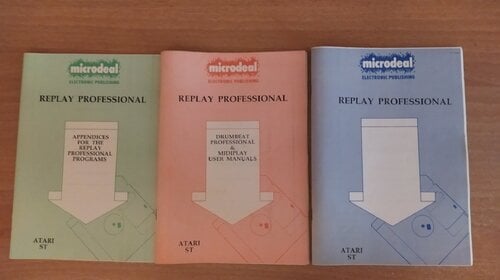 microdeal
ELECTRONIC PUBLISHING
REPLAY PROFESSIONAL
APPENDICES
FOR THE
REPLAY
PROFESSIONAL
PROGRAMS
ATARI
ST
microdeal
ELECTRONIC PUBLISHING
REPLAY PROFESSIONAL
DRUMBEAT
PROFESSIONAL
&
MIDIPLAY
USER MANUALS
ATARI
ST
microdeal
ELECTRONIC PUBLISHING
REPLAY PROFESSIONAL
ATARI
ST